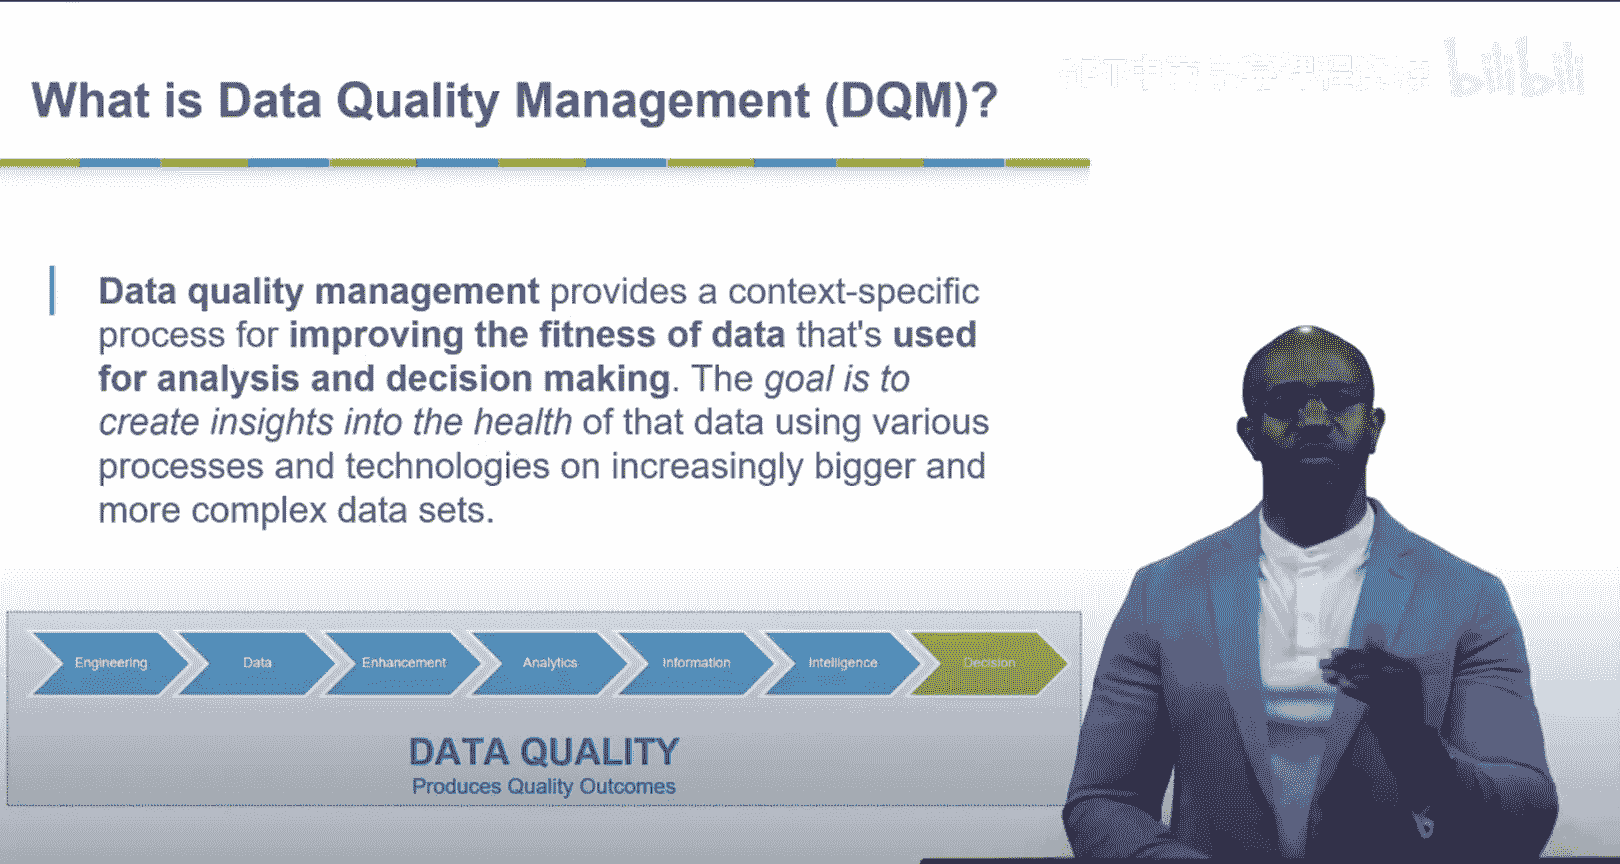 What is Data Quality Management (DQM)?
bilibili
Data quality management provides a context-specific
process for improving the fitness of data that's used
for analysis and decision making. The goal is to
create insights into the health of that data using various
processes and technologies on increasingly bigger and
more complex data sets.
Engineering
Data
Enhancement
Analytics
Information
Intelligence
Decision
DATA QUALITY
Produces Quality Outcomes